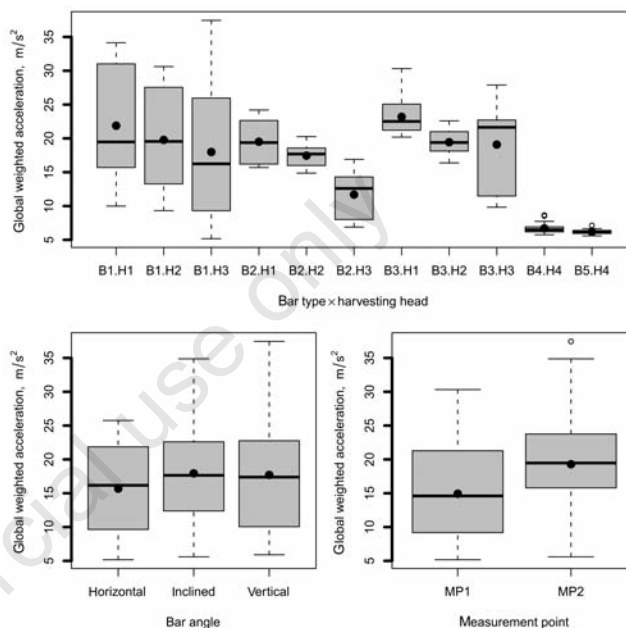 Global weighted acceleration, m/s²
35
30
25
20
15
10
5
B1.H1 B1.H2 B1.H3 B2.H1 B2.H2 B2.H3 B3.H1 B3.H2 B3.H3 B4.H4 B5.H4
Bar type × harvesting head
Global weighted acceleration, m/s²
35
30
25
20
15
10
5
Horizontal Inclined Vertical
Bar angle
Global weighted acceleration, m/s²
35
30
25
20
15
10
5
MP1 MP2
Measurement point
rcial use only